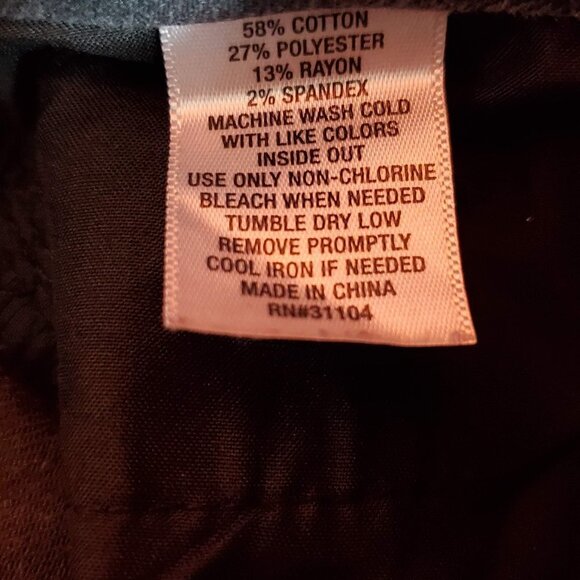 58% COTTON
27% POLYESTER
13% RAYON
2% SPANDEX
MACHINE WASH COLD
WITH LIKE COLORS
INSIDE OUT
USE ONLY NON-CHLORINE
BLEACH WHEN NEEDED
TUMBLE DRY LOW
REMOVE PROMPTLY
COOL IRON IF NEEDED
MADE IN CHINA
RN#31104